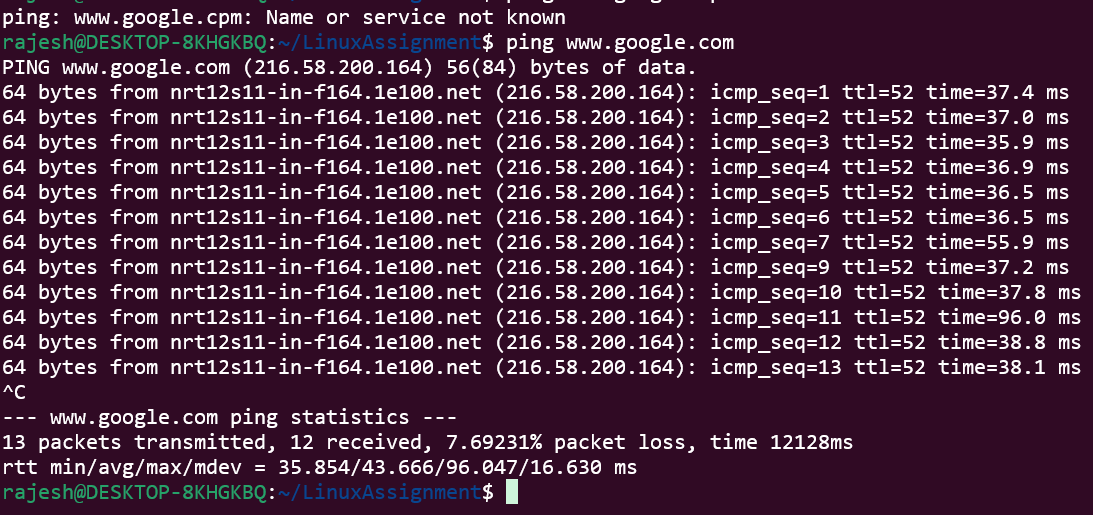 ping: www.google.cpm: Name or service not known
rajesh@DESKTOP-8KHGKBQ:~/LinuxAssignment$ ping www.google.com
PING www.google.com (216.58.200.164) 56(84) bytes of data.
64 bytes from nrt12s11-in-f164.1e100.net (216.58.200.164): icmp_seq=1 ttl=52 time=37.4 ms
64 bytes from nrt12s11-in-f164.1e100.net (216.58.200.164): icmp_seq=2 ttl=52 time=37.0 ms
64 bytes from nrt12s11-in-f164.1e100.net (216.58.200.164): icmp_seq=3 ttl=52 time=35.9 ms
64 bytes from nrt12s11-in-f164.1e100.net (216.58.200.164): icmp_seq=4 ttl=52 time=36.9 ms
64 bytes from nrt12s11-in-f164.1e100.net (216.58.200.164): icmp_seq=5 ttl=52 time=36.5 ms
64 bytes from nrt12s11-in-f164.1e100.net (216.58.200.164): icmp_seq=6 ttl=52 time=36.5 ms
64 bytes from nrt12s11-in-f164.1e100.net (216.58.200.164): icmp_seq=7 ttl=52 time=55.9 ms
64 bytes from nrt12s11-in-f164.1e100.net (216.58.200.164): icmp_seq=9 ttl=52 time=37.2 ms
64 bytes from nrt12s11-in-f164.1e100.net (216.58.200.164): icmp_seq=10 ttl=52 time=37.8 ms
64 bytes from nrt12s11-in-f164.1e100.net (216.58.200.164): icmp_seq=11 ttl=52 time=96.0 ms
64 bytes from nrt12s11-in-f164.1e100.net (216.58.200.164): icmp_seq=12 ttl=52 time=38.8 ms
64 bytes from nrt12s11-in-f164.1e100.net (216.58.200.164): icmp_seq=13 ttl=52 time=38.1 ms
^C
--- www.google.com ping statistics ---
13 packets transmitted, 12 received, 7.69231% packet loss, time 12128ms
rtt min/avg/max/mdev = 35.854/43.666/96.047/16.630 ms
rajesh@DESKTOP-8KHGKBQ:~/LinuxAssignment$